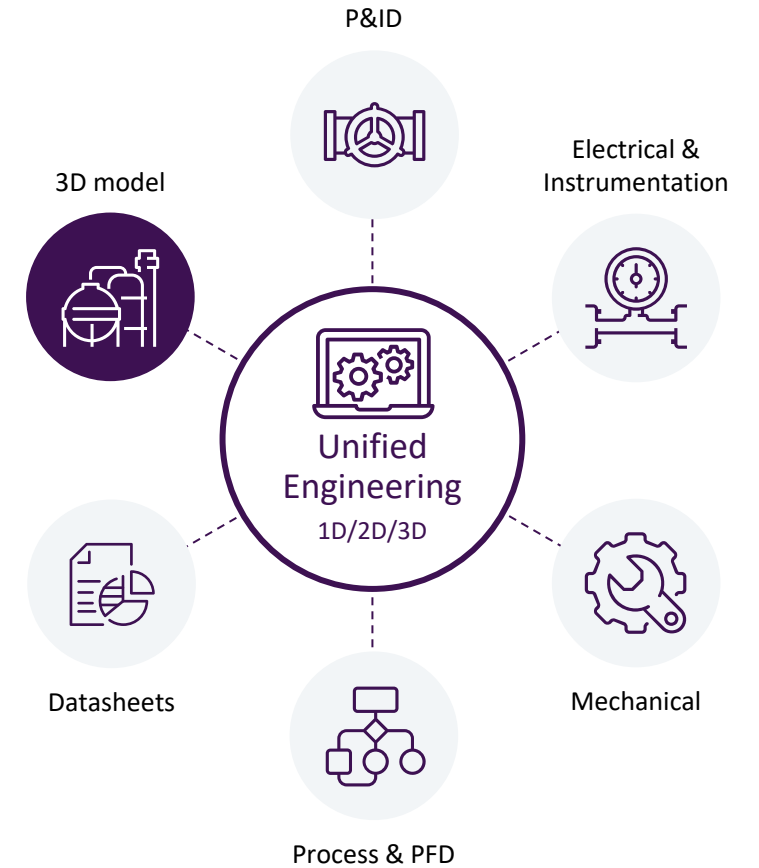 P&ID
Electrical &
Instrumentation
3D model
Unified
Engineering
1D/2D/3D
Datasheets
Mechanical
Process & PFD